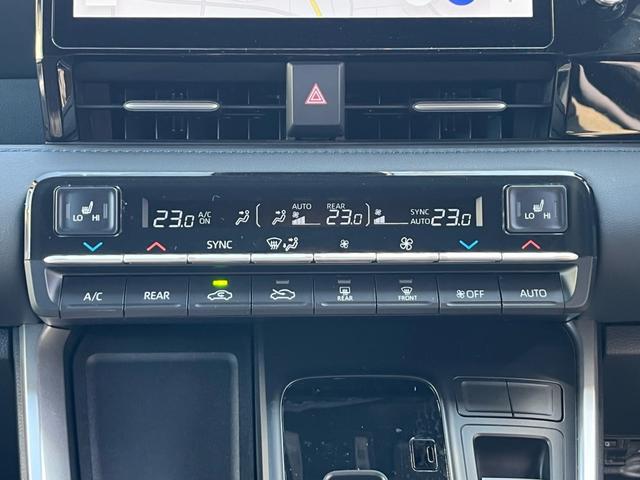 LO HI
23.0 A/C ON
AUTO REAR 23.0
SYNC AUTO 23.0
LO HI
SYNC
A/C
REAR
REAR
FRONT
OFF
AUTO